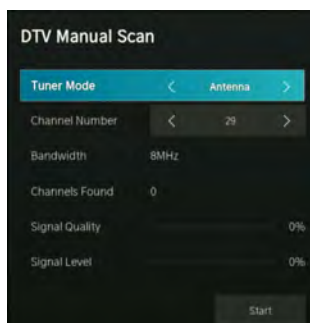 DTV Manual Scan
Tuner Mode < Antenna >
Channel Number < 29 >
Bandwidth 8MHz
Channels Found 0
Signal Quality 0%
Signal Level 0%
Start